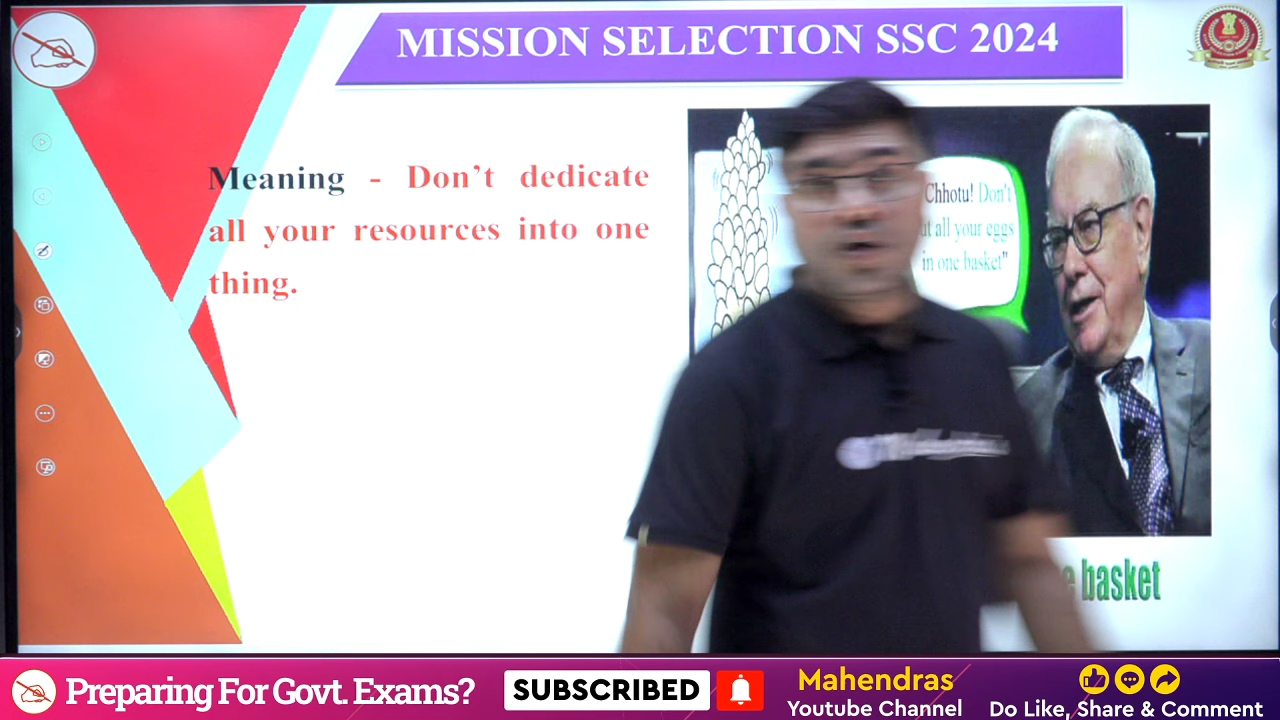 MISSION SELECTION SSC 2024
Meaning - Don't dedicate
all your resources into one
thing.
Chhotu! Don't
all your eggs
in one basket"
basket
Preparing For Govt. Exams?
SUBSCRIBED
Mahendras
Youtube Channel
Do Like, Share & Comment